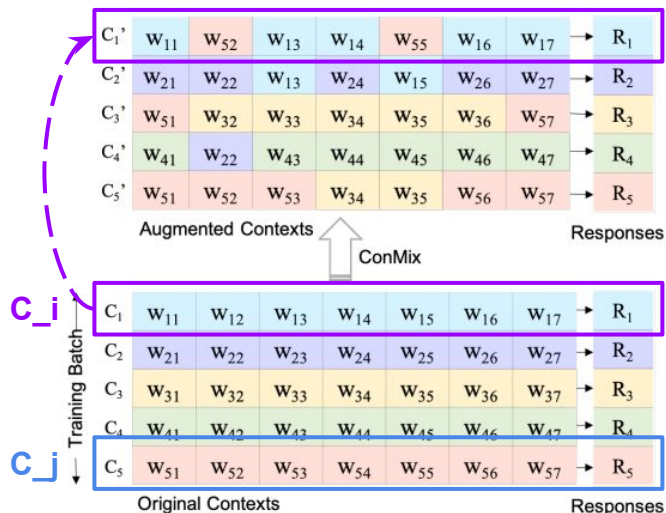 C₁' W₁₁ W₅₂ W₁₃ W₁₄ W₅₅ W₁₆ W₁₇ R₁
C₂' W₂₁ W₂₂ W₁₃ W₂₄ W₁₅ W₂₆ W₂₇ R₂
C₃' W₅₁ W₃₂ W₃₃ W₃₄ W₃₅ W₃₆ W₅₇ R₃
C₄' W₄₁ W₂₂ W₄₃ W₄₄ W₄₅ W₄₆ W₄₇ R₄
C₅' W₅₁ W₅₂ W₅₃ W₃₄ W₃₅ W₅₆ W₅₇ R₅
Augmented Contexts Responses
ConMix
C_i C₁ W₁₁ W₁₂ W₁₃ W₁₄ W₁₅ W₁₆ W₁₇ R₁
C₂ W₂₁ W₂₂ W₂₃ W₂₄ W₂₅ W₂₆ W₂₇ R₂
Training Batch
C₃ W₃₁ W₃₂ W₃₃ W₃₄ W₃₅ W₃₆ W₃₇ R₃
C₄ W₄₁ W₄₂ W₄₃ W₄₄ W₄₅ W₄₆ W₄₇ R₄
C_j C₅ W₅₁ W₅₂ W₅₃ W₅₄ W₅₅ W₅₆ W₅₇ R₅
Original Contexts Responses